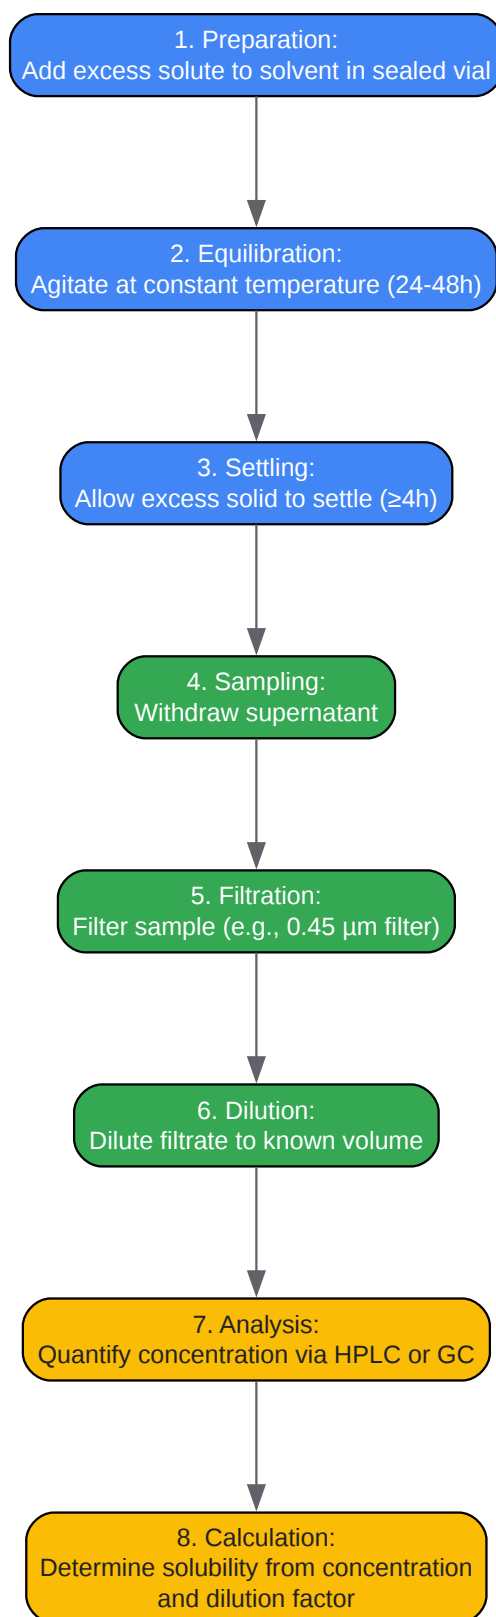 1. Preparation:
Add excess solute to solvent in sealed vial
2. Equilibration:
Agitate at constant temperature (24-48h)
3. Settling:
Allow excess solid to settle (≥4h)
4. Sampling:
Withdraw supernatant
5. Filtration:
Filter sample (e.g., 0.45 µm filter)
6. Dilution:
Dilute filtrate to known volume
7. Analysis:
Quantify concentration via HPLC or GC
8. Calculation:
Determine solubility from concentration
and dilution factor